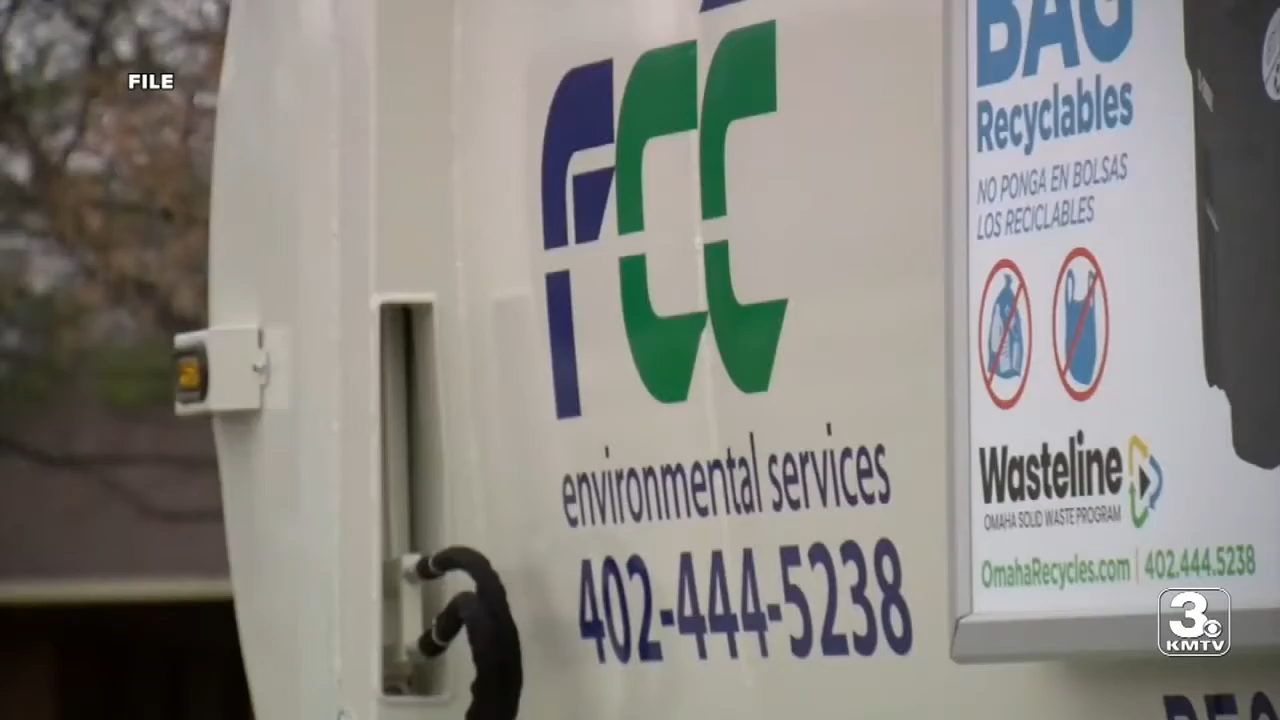 FILE
FCC
environmental services
402-444-5238
BAG
Recyclables
NO PONGA EN BOLSAS
LOS RECICLABLES
Wasteline
OMAHA SOLID WASTE PROGRAM
OmahaRecycles.com | 402.444.5238
3
KMTV